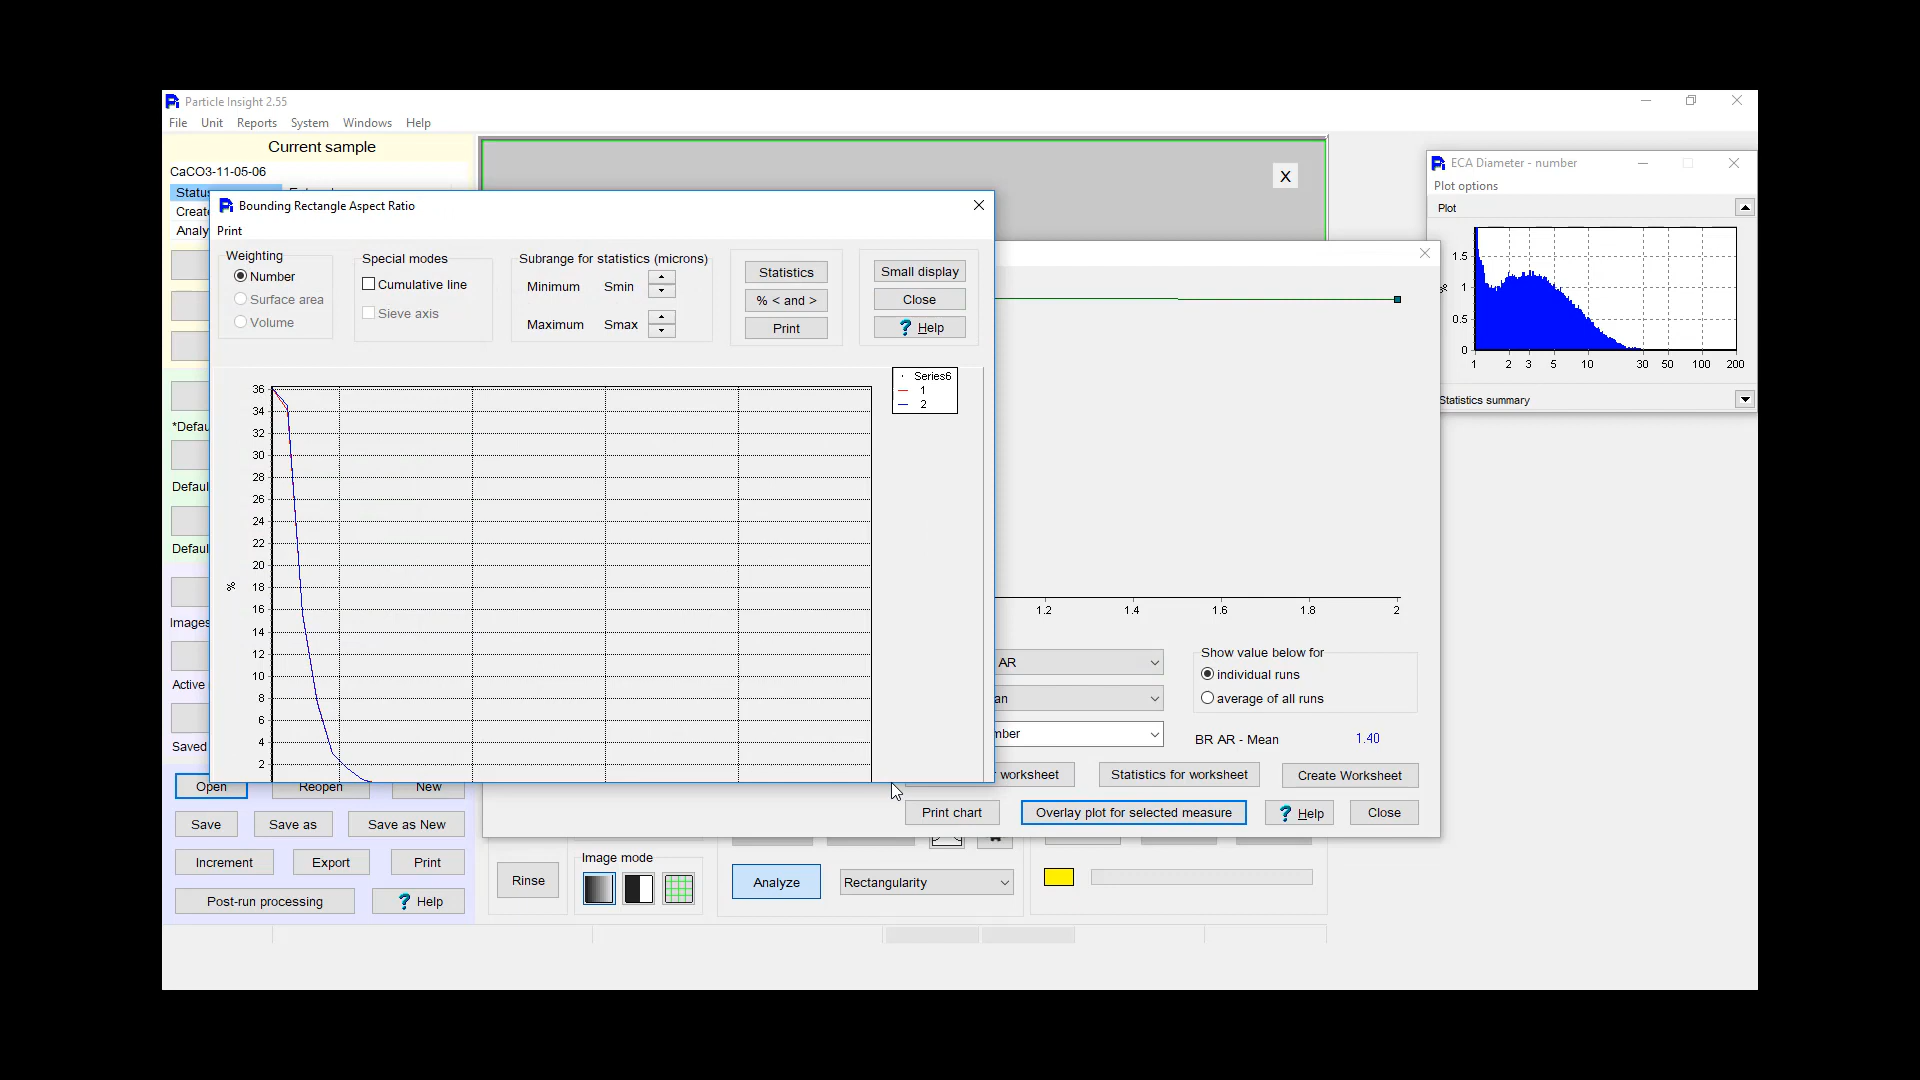 Particle Insight 2.55
File Unit Reports System Windows Help
Current sample
CaCO3-11-05-06
Status
Create
Analy
*Defau
Defaul
Defaul
Images
Active
Saved
Open Reopen New
Save Save as Save as New
Increment Export Print
Post-run processing ? Help
X
Bounding Rectangle Aspect Ratio
Print
Weighting
Number
Surface area
Volume
Special modes
Cumulative line
Sieve axis
Subrange for statistics (microns)
Minimum Smin
Maximum Smax
Statistics
% < and >
Print
Small display
Close
? Help
Series6
1
2
36
34
32
30
28
26
24
22
20
18
16
14
12
10
8
6
4
2
%
1.2 1.4 1.6 1.8 2
AR
an
mber
Show value below for
individual runs
average of all runs
BR AR - Mean 1.40
worksheet Statistics for worksheet Create Worksheet
Print chart Overlay plot for selected measure ? Help Close
Rinse
Image mode
Analyze
Rectangularity
ECA Diameter - number
Plot options
Plot
%
1.5
1
0.5
0
1 2 3 5 10 30 50 100 200
Statistics summary